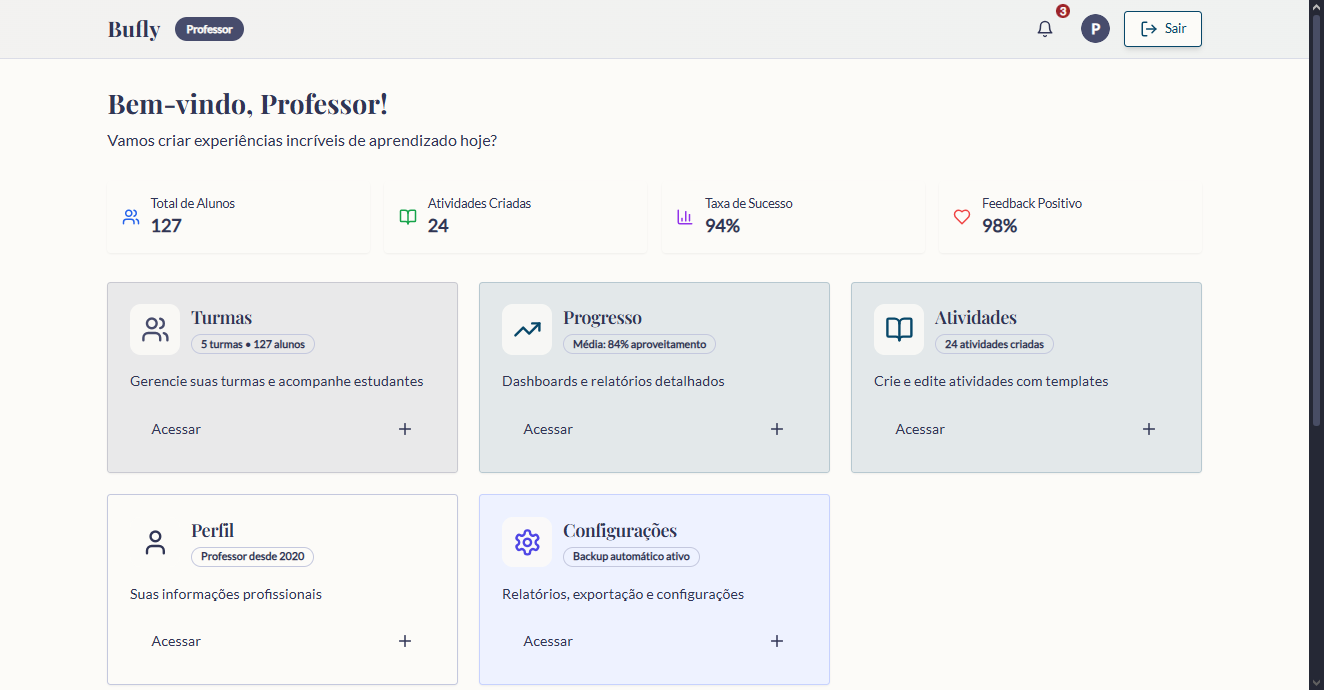 Bufly
Professor
3
P
Sair
Bem-vindo, Professor!
Vamos criar experiências incríveis de aprendizado hoje?
Total de Alunos
127
Atividades Criadas
24
Taxa de Sucesso
94%
Feedback Positivo
98%
Turmas
5 turmas • 127 alunos
Gerencie suas turmas e acompanhe estudantes
Acessar
Progresso
Média: 84% aproveitamento
Dashboards e relatórios detalhados
Acessar
Atividades
24 atividades criadas
Crie e edite atividades com templates
Acessar
Perfil
Professor desde 2020
Suas informações profissionais
Acessar
Configurações
Backup automático ativo
Relatórios, exportação e configurações
Acessar